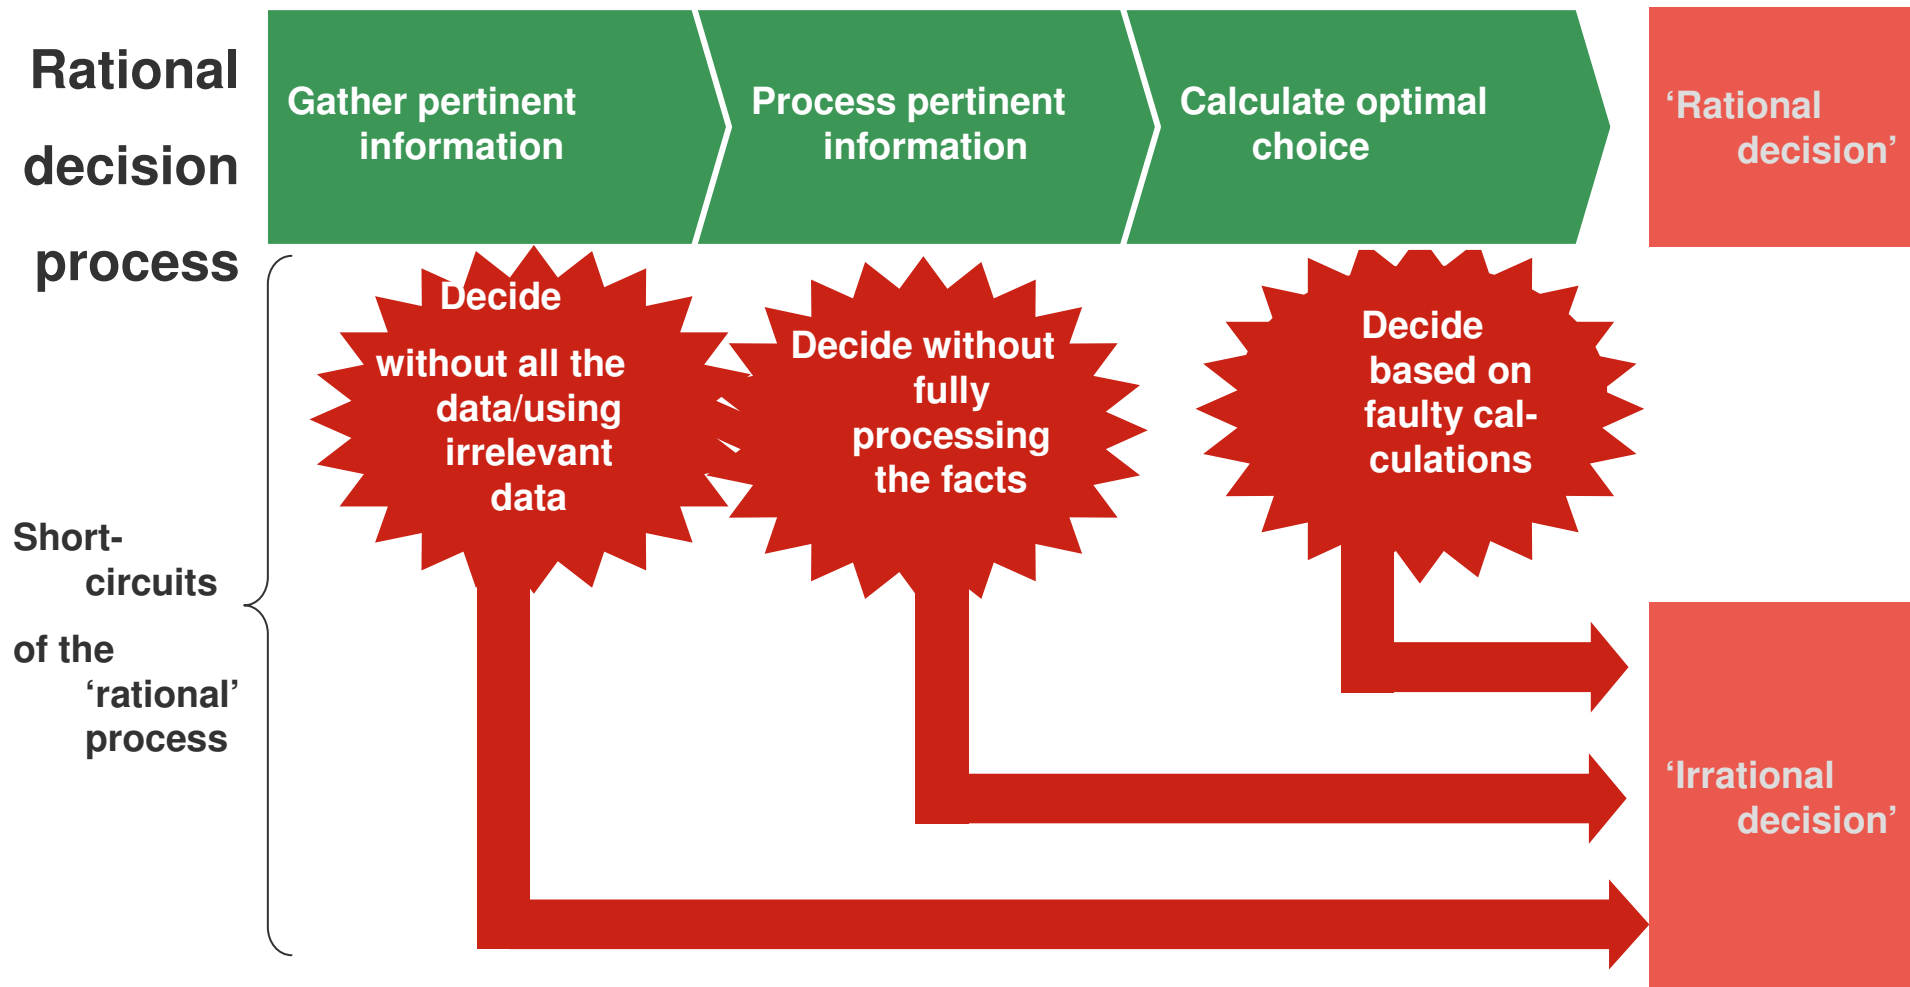 Rational
decision
process
Gather pertinent
information
Process pertinent
information
Calculate optimal
choice
‘Rational
decision’
Decide
without all the
data/using
irrelevant
data
Decide without
fully
processing
the facts
Decide
based on
faulty cal-
culations
Short-
circuits
of the
‘rational’
process
‘Irrational
decision’